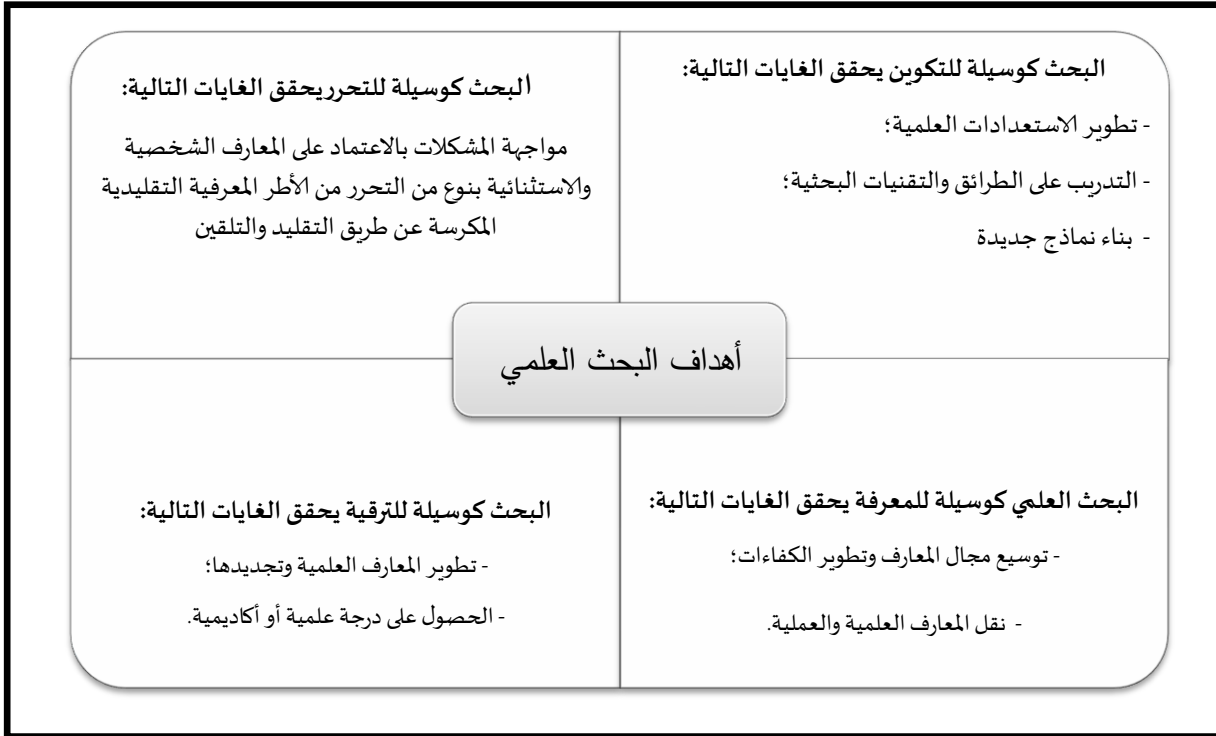 البحث كوسيلة للتكوين يحقق الغايات التالية:
- تطوير الاستعدادات العلمية؛
- التدريب على الطرائق والتقنيات البحثية؛
- بناء نماذج جديدة
البحث كوسيلة للتحرر يحقق الغايات التالية:
مواجهة المشكلات بالاعتماد على المعارف الشخصية
والاستثنائية بنوع من التحرر من الأطر المعرفية التقليدية
المكرسة عن طريق التقليد والتلقين
أهداف البحث العلمي
البحث العلمي كوسيلة للمعرفة يحقق الغايات التالية:
- توسيع مجال المعارف وتطوير الكفاءات؛
- نقل المعارف العلمية والعملية.
البحث كوسيلة للترقية يحقق الغايات التالية:
- تطوير المعارف العلمية وتجديدها؛
- الحصول على درجة علمية أو أكاديمية.